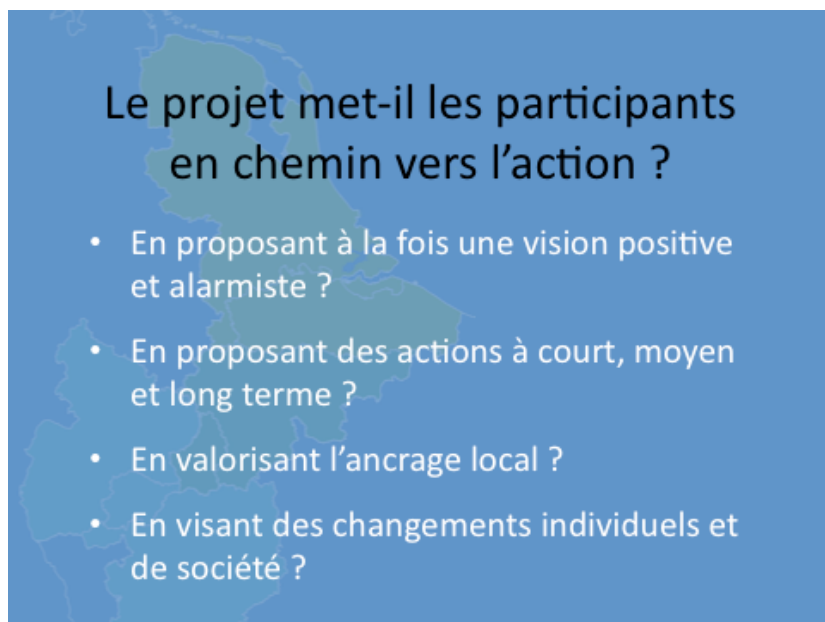 Le projet met-il les participants
en chemin vers l’action ?
• En proposant à la fois une vision positive
et alarmiste ?
• En proposant des actions à court, moyen
et long terme ?
• En valorisant l’ancrage local ?
• En visant des changements individuels et
de société ?